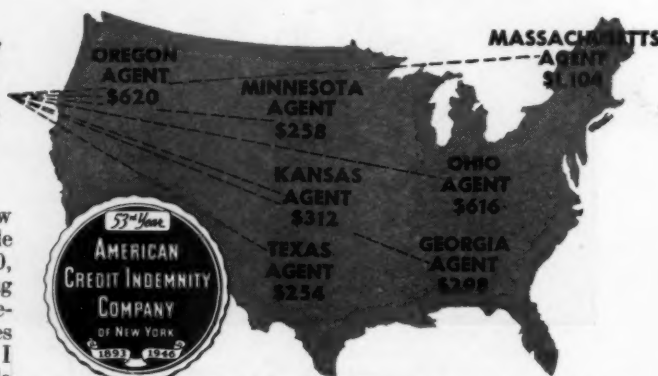 OREGON
AGENT
$620
MASSACHUSETTS
AGENT
$1,104
MINNESOTA
AGENT
$258
KANSAS
AGENT
$312
OHIO
AGENT
$616
TEXAS
AGENT
$254
GEORGIA
AGENT
$298
53rd Year
AMERICAN
CREDIT INDEMNITY
COMPANY
OF NEW YORK
1893 1946
I